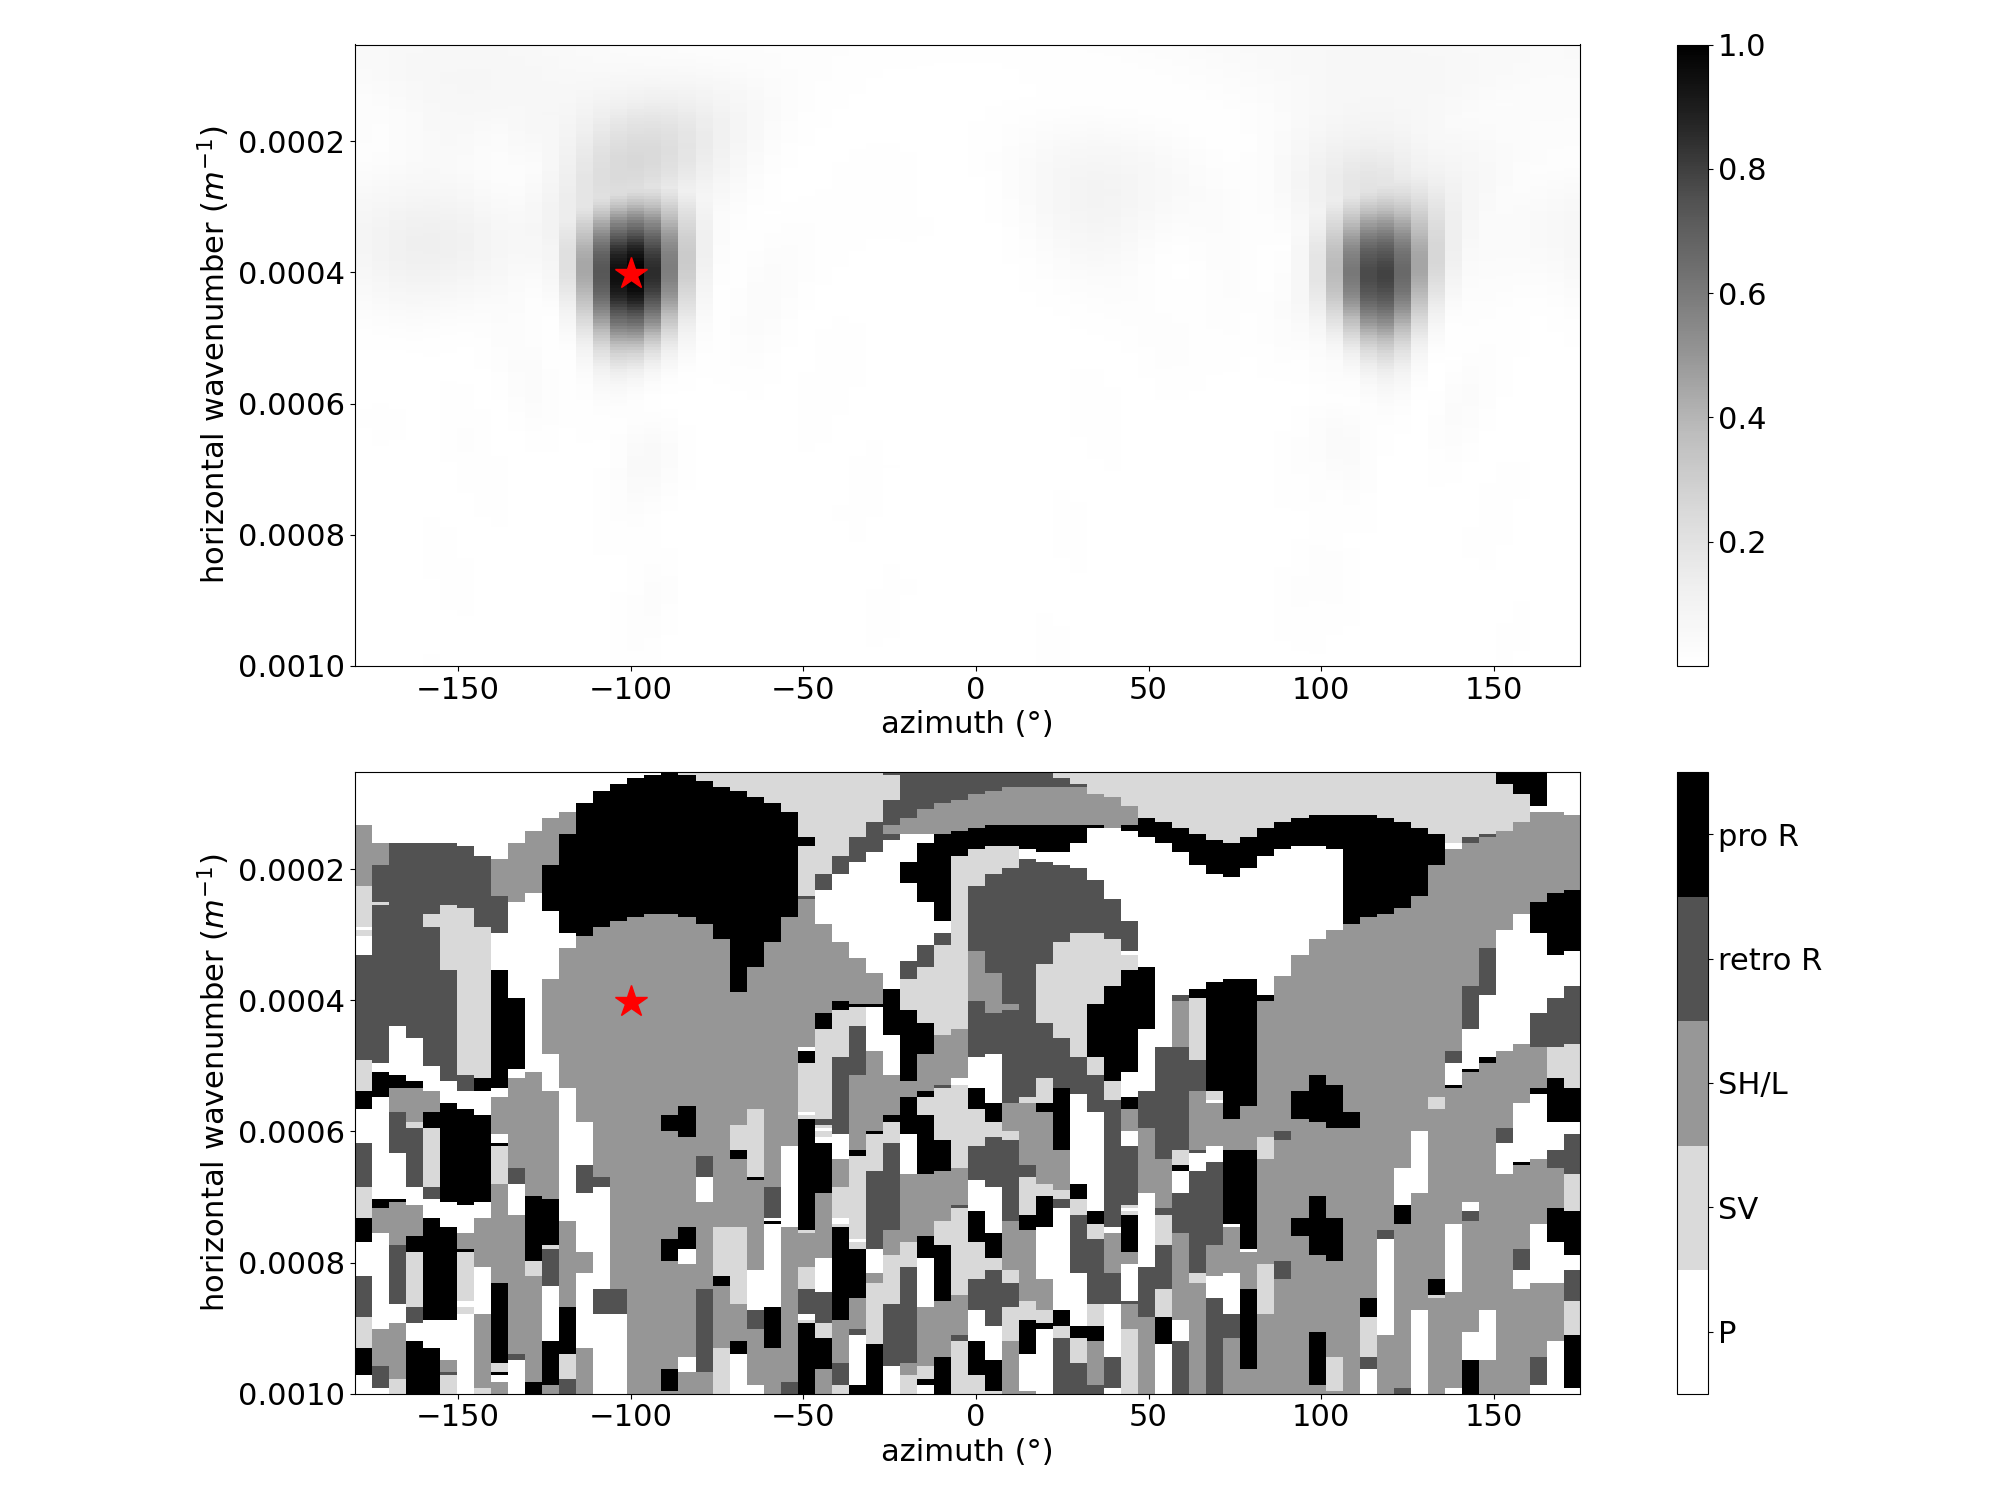 horizontal wavenumber (m⁻¹)
0.0002
0.0004
0.0006
0.0008
0.0010
−150 −100 −50 0 50 100 150
azimuth (°)
1.0
0.8
0.6
0.4
0.2
horizontal wavenumber (m⁻¹)
0.0002
0.0004
0.0006
0.0008
0.0010
−150 −100 −50 0 50 100 150
azimuth (°)
pro R
retro R
SH/L
SV
P